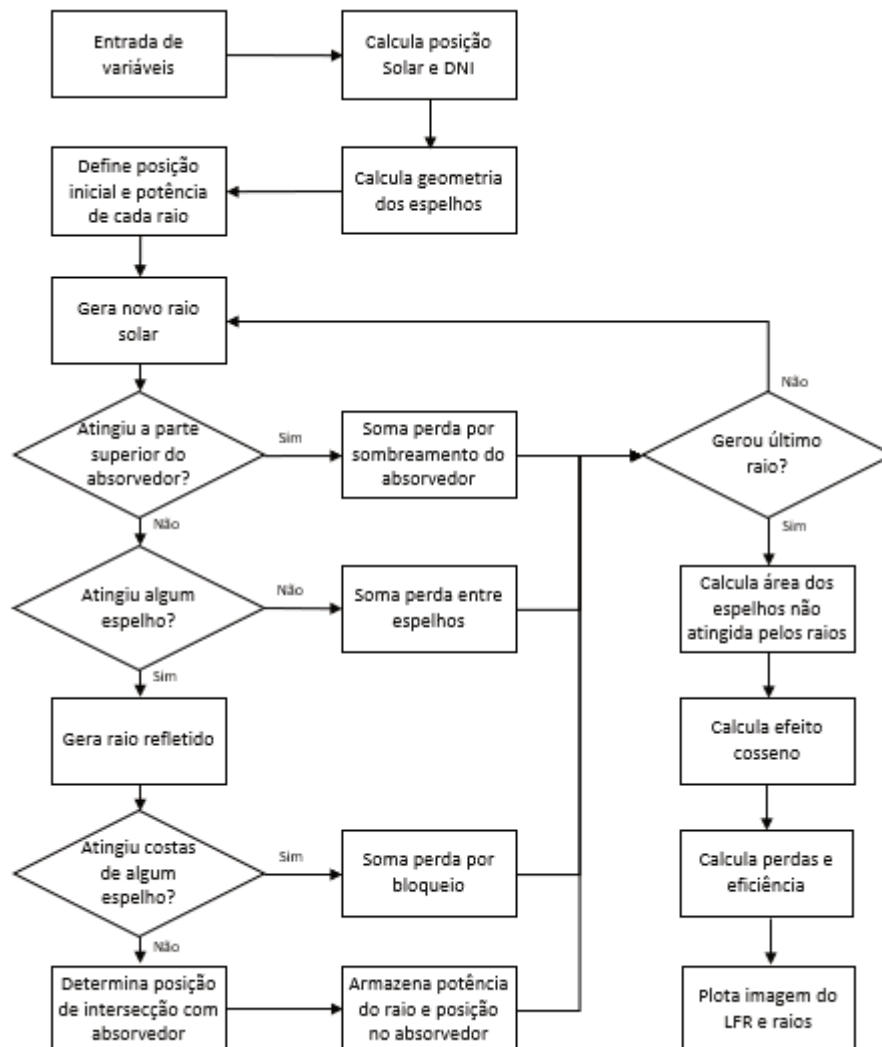 Entrada de
variáveis
Calcula posição
Solar e DNI
Define posição
inicial e potência
de cada raio
Calcula geometria
dos espelhos
Gera novo raio
solar
Não
Atingiu a parte
superior do
absorvedor?
Sim
Soma perda por
sombreamento do
absorvedor
Gerou último
raio?
Não
Sim
Atingiu algum
espelho?
Não
Soma perda entre
espelhos
Calcula área dos
espelhos não
atingida pelos raios
Sim
Gera raio refletido
Calcula efeito
cosseno
Atingiu costas
de algum
espelho?
Sim
Soma perda por
bloqueio
Calcula perdas e
eficiência
Não
Determina posição
de intersecção com
absorvedor
Armazena potência
do raio e posição
no absorvedor
Plota imagem do
LFR e raios